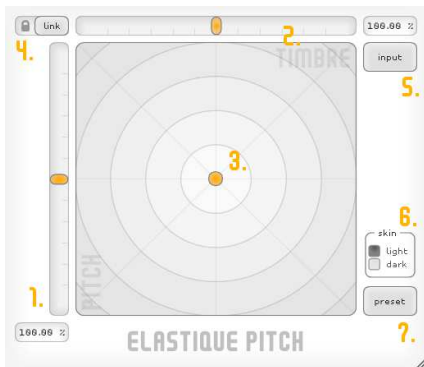 link
100.00 %
2.
TIMBRE
4.
input
5.
3.
6.
skin
light
dark
1.
PITCH
preset
100.00 %
ELASTIQUE PITCH
7.